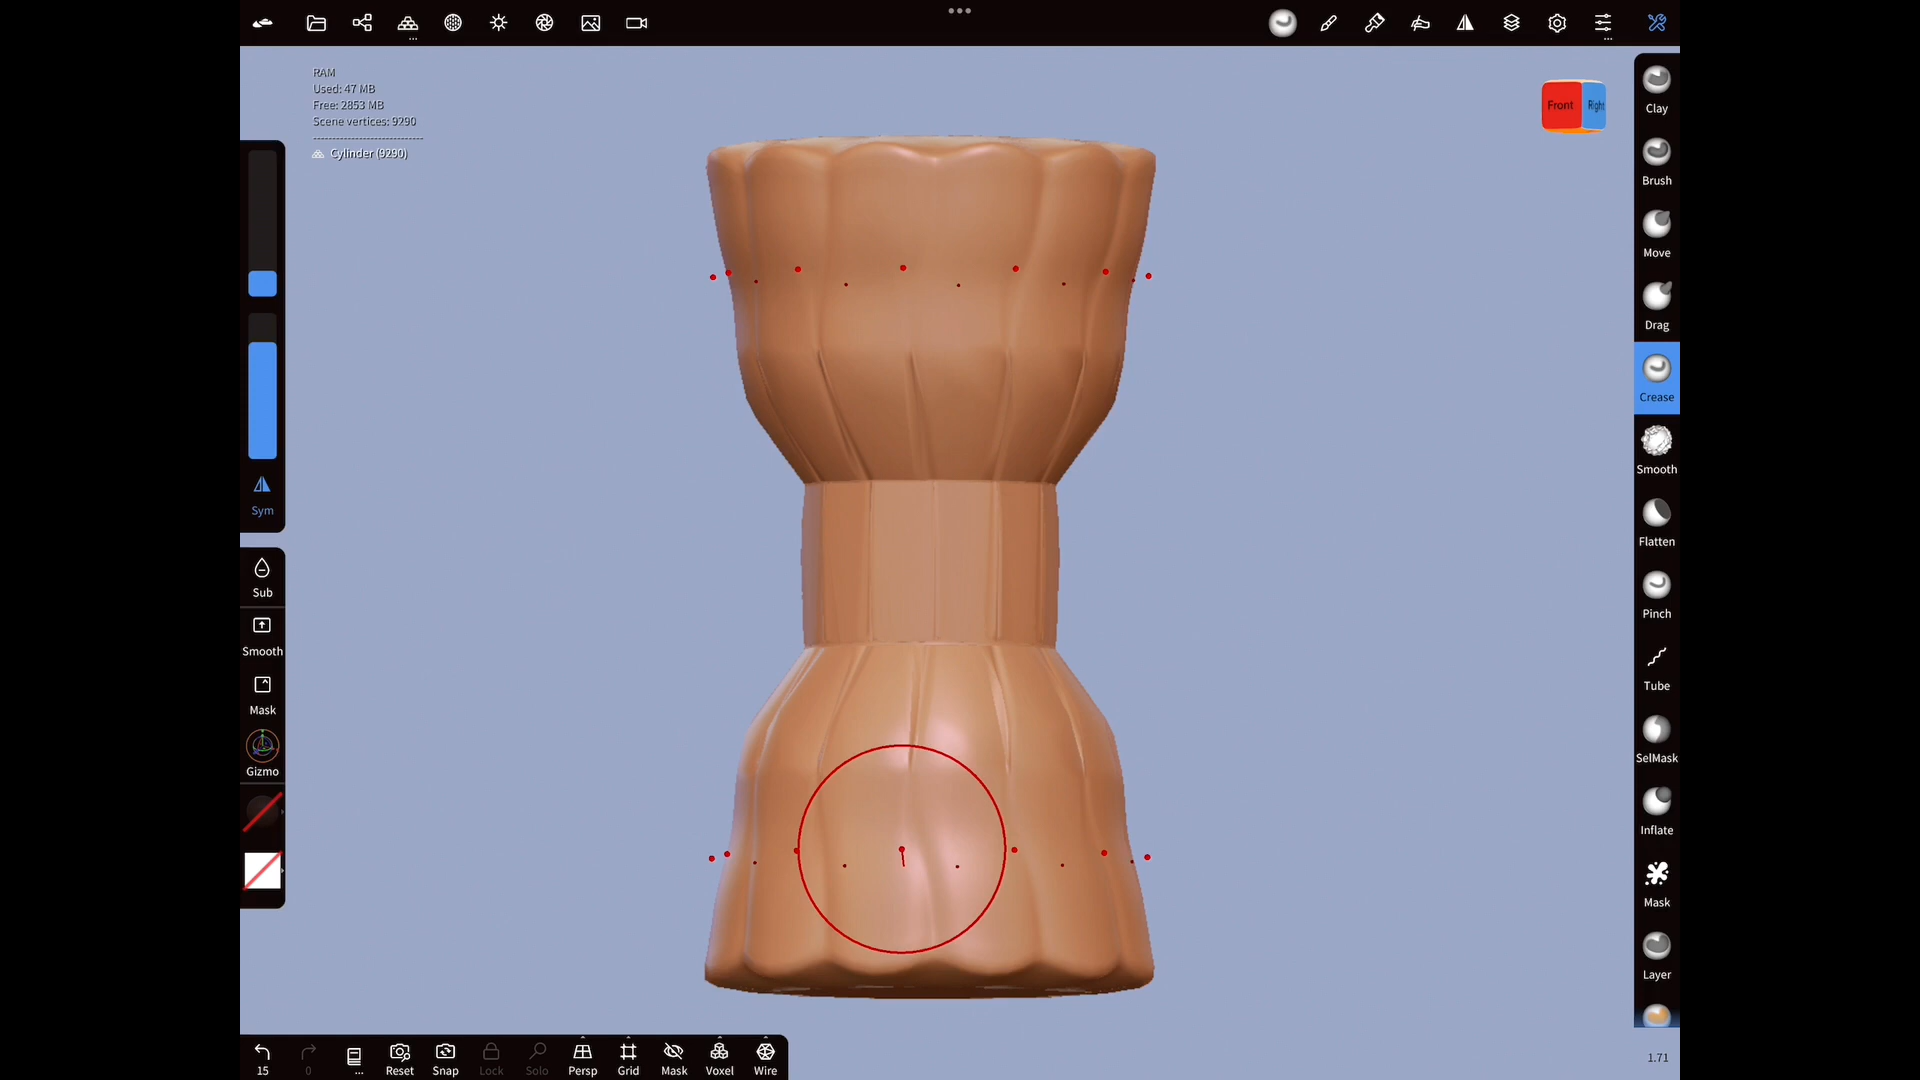 RAM
Used: 47 MB
Free: 2853 MB
Scene vertices: 9290
Cylinder (9290)
Front
Right
Sym
Sub
Smooth
Mask
Gizmo
Clay
Brush
Move
Drag
Crease
Smooth
Flatten
Pinch
Tube
SelMask
Inflate
Mask
Layer
15
0
...
Reset
Snap
Lock
Solo
Persp
Grid
Mask
Voxel
Wire
1.71